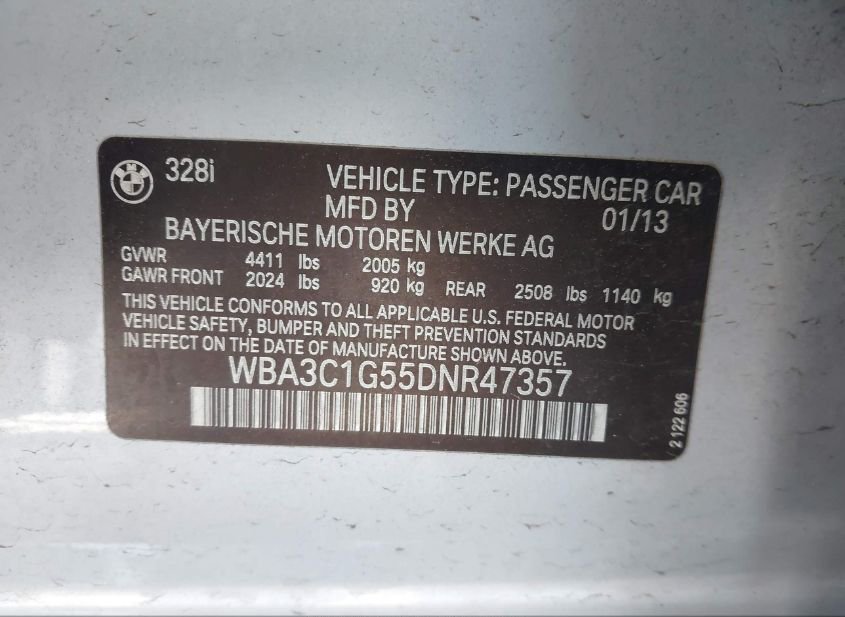 328i VEHICLE TYPE: PASSENGER CAR
MFD BY 01/13
BAYERISCHE MOTOREN WERKE AG
GVWR 4411 lbs 2005 kg
GAWR FRONT 2024 lbs 920 kg REAR 2508 lbs 1140 kg
THIS VEHICLE CONFORMS TO ALL APPLICABLE U.S. FEDERAL MOTOR
VEHICLE SAFETY, BUMPER AND THEFT PREVENTION STANDARDS
IN EFFECT ON THE DATE OF MANUFACTURE SHOWN ABOVE.
WBA3C1G55DNR47357
2 122 606